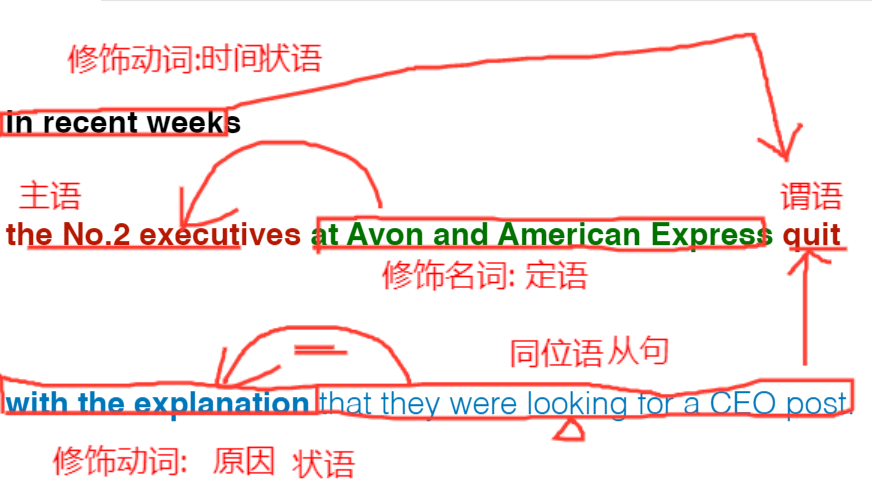 修饰动词:时间状语
in recent weeks
主语 谓语
the No.2 executives at Avon and American Express quit
修饰名词: 定语
同位语从句
with the explanation that they were looking for a CEO post.
修饰动词: 原因 状语